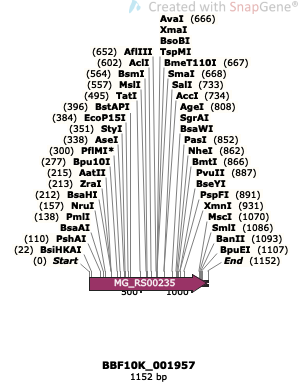 Created with SnapGene®
AvaI (666)
XmaI
BsoBI
(652) AflIII TspMI
(602) AclI BmeT110I (667)
(564) BsmI SmaI (668)
(557) MslI SalI (733)
(495) TatI AccI (734)
(396) BstAPI AgeI (808)
(384) EcoP15I SgrAI
(351) StyI BsaWI
(338) AseI PasI (852)
(300) PflMI* NheI (862)
(277) Bpu10I BmtI (866)
(215) AatII PvuII (887)
(213) ZraI BseYI
(212) BsaHI PspFI (891)
(157) NruI XmnI (931)
(138) PmlI MscI (1070)
BsaAI SmlI (1086)
(110) PshAI BanII (1093)
(22) BsiHKAI BpuEI (1107)
(0) Start End (1152)
MG_RS00235
500 1000
BBF10K_001957
1152 bp